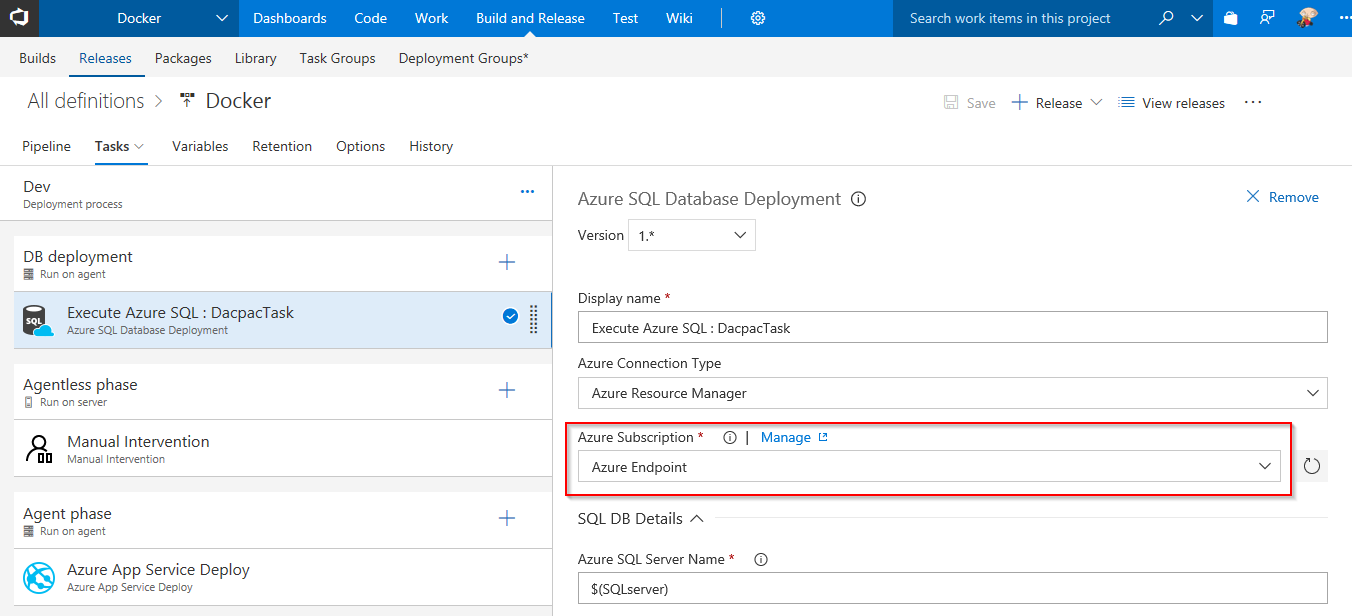 Docker Dashboards Code Work Build and Release Test Wiki Search work items in this project
Builds Releases Packages Library Task Groups Deployment Groups*
All definitions > Docker Save + Release View releases ...
Pipeline Tasks Variables Retention Options History
Dev
Deployment process
DB deployment
Run on agent
Execute Azure SQL : DacpacTask
Azure SQL Database Deployment
SQL
Agentless phase
Run on server
Manual Intervention
Manual Intervention
Agent phase
Run on agent
Azure App Service Deploy
Azure App Service Deploy
Azure SQL Database Deployment
Remove
Version 1.*
Display name *
Execute Azure SQL : DacpacTask
Azure Connection Type
Azure Resource Manager
Azure Subscription * | Manage
Azure Endpoint
SQL DB Details
Azure SQL Server Name *
$(SQLserver)